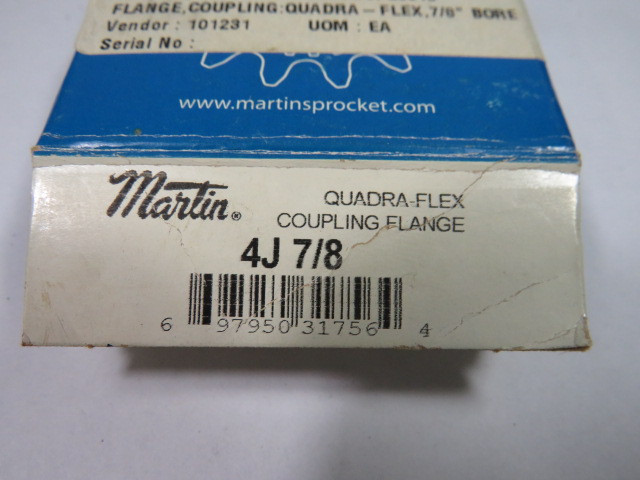 FLANGE,COUPLING:QUADRA-FLEX,7/8" BORE
Vendor: 101231 UOM: EA
Serial No:
www.martinsprocket.com
Martin®
QUADRA-FLEX
COUPLING FLANGE
4J 7/8
6 97950 31756 4